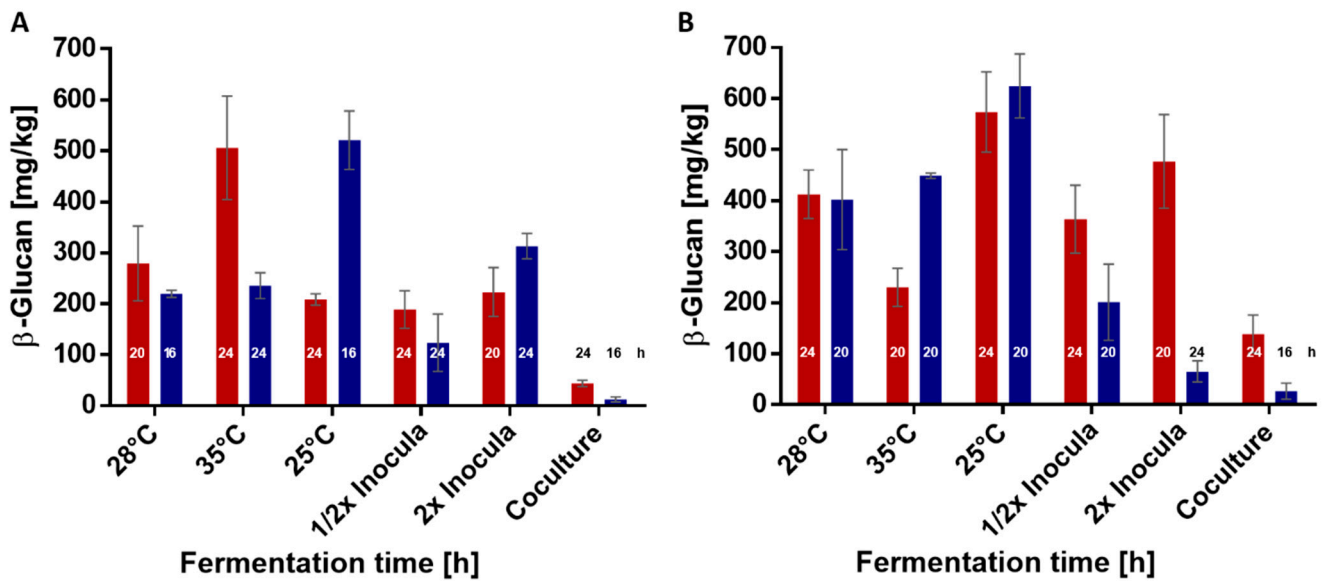 A
700
600
500
400
300
200
100
0
β-Glucan [mg/kg]
20 16 24 24 24 16 24 24 20 24 24 16 h
28°C 35°C 25°C 1/2x Inocula 2x Inocula Coculture
Fermentation time [h]
B
700
600
500
400
300
200
100
0
β-Glucan [mg/kg]
24 20 20 20 24 20 24 20 20 24 24 16 h
28°C 35°C 25°C 1/2x Inocula 2x Inocula Coculture
Fermentation time [h]